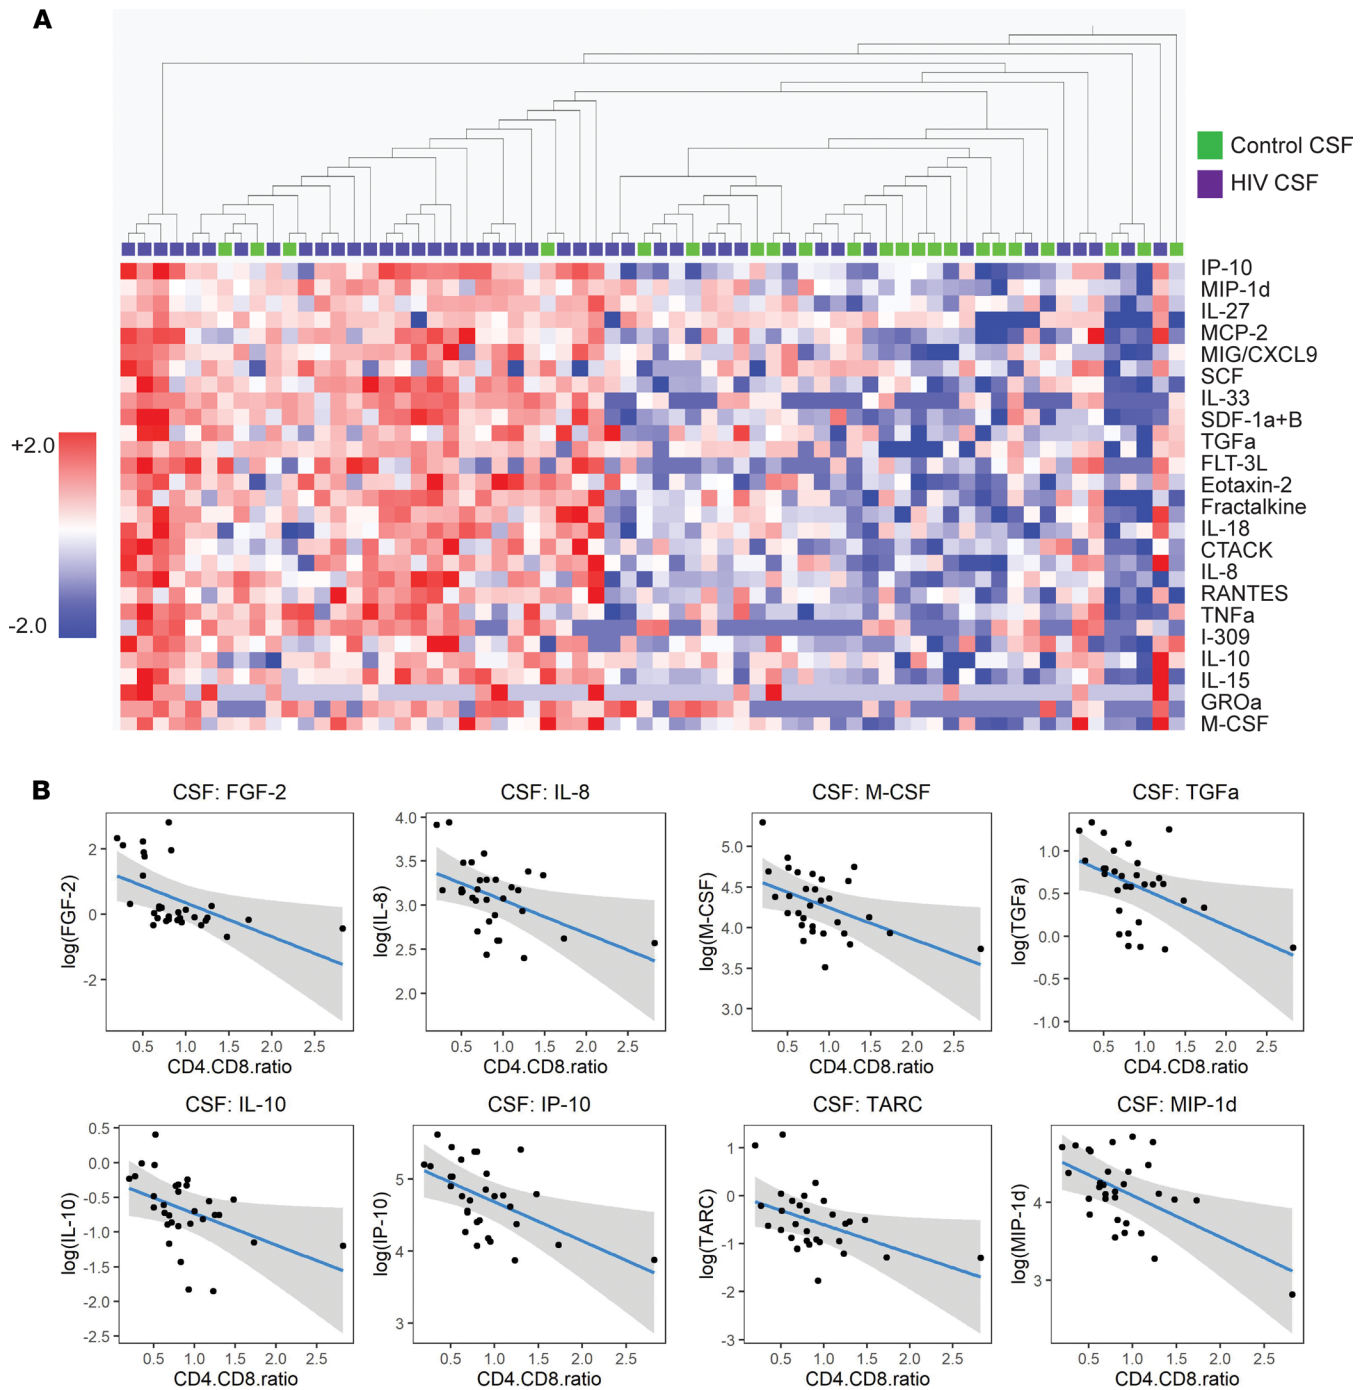 A
Control CSF
HIV CSF
+2.0
-2.0
IP-10
MIP-1d
IL-27
MCP-2
MIG/CXCL9
SCF
IL-33
SDF-1a+B
TGFa
FLT-3L
Eotaxin-2
Fractalkine
IL-18
CTACK
IL-8
RANTES
TNFa
I-309
IL-10
IL-15
GROa
M-CSF
B
CSF: FGF-2
log(FGF-2)
2
0
-2
0.5 1.0 1.5 2.0 2.5
CD4.CD8.ratio
CSF: IL-8
log(IL-8)
4.0
3.5
3.0
2.5
2.0
0.5 1.0 1.5 2.0 2.5
CD4.CD8.ratio
CSF: M-CSF
log(M-CSF)
5.0
4.5
4.0
3.5
3.0
0.5 1.0 1.5 2.0 2.5
CD4.CD8.ratio
CSF: TGFa
log(TGFa)
1.0
0.5
0.0
-0.5
-1.0
0.5 1.0 1.5 2.0 2.5
CD4.CD8.ratio
CSF: IL-10
log(IL-10)
0.5
0.0
-0.5
-1.0
-1.5
-2.0
-2.5
0.5 1.0 1.5 2.0 2.5
CD4.CD8.ratio
CSF: IP-10
log(IP-10)
5
4
3
0.5 1.0 1.5 2.0 2.5
CD4.CD8.ratio
CSF: TARC
log(TARC)
1
0
-1
-2
-3
0.5 1.0 1.5 2.0 2.5
CD4.CD8.ratio
CSF: MIP-1d
log(MIP-1d)
4
3
0.5 1.0 1.5 2.0 2.5
CD4.CD8.ratio